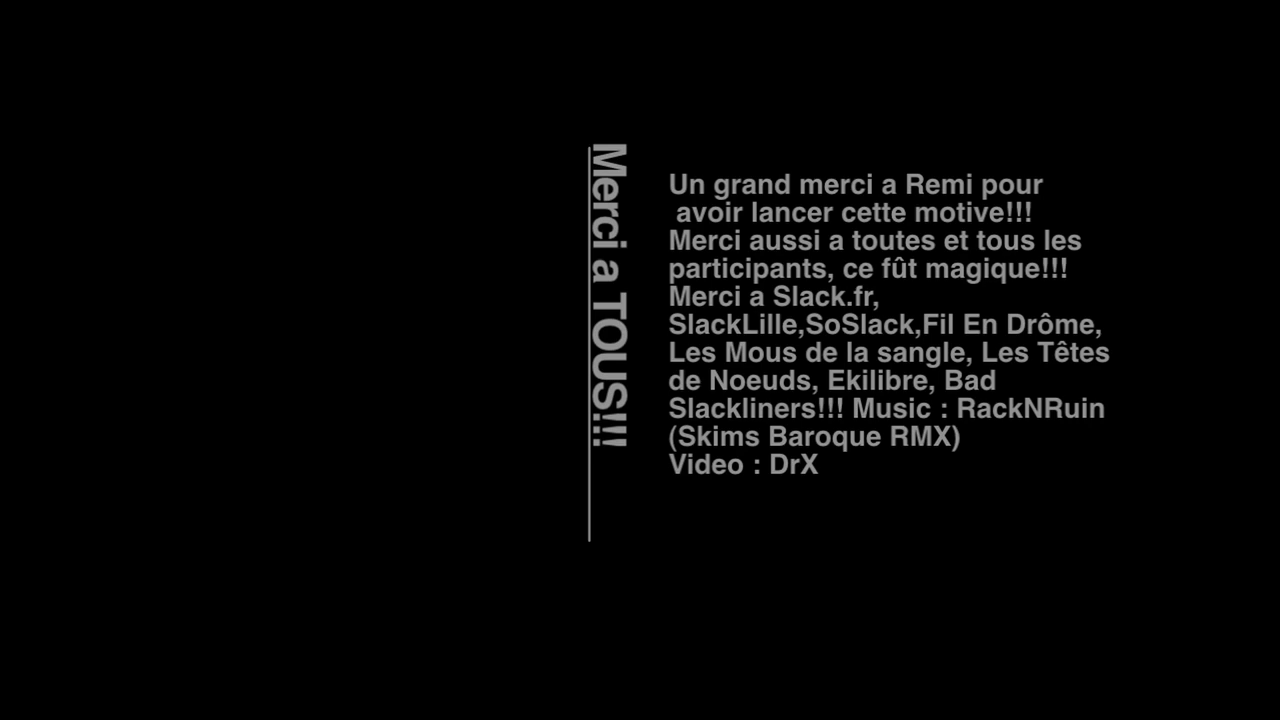 Merci a TOUS!!!
Un grand merci a Remi pour
avoir lancer cette motive!!!
Merci aussi a toutes et tous les
participants, ce fût magique!!!
Merci a Slack.fr,
SlackLille,SoSlack,Fil En Drôme,
Les Mous de la sangle, Les Têtes
de Noeuds, Ekilibre, Bad
Slackliners!!! Music : RackNRuin
(Skims Baroque RMX)
Video : DrX